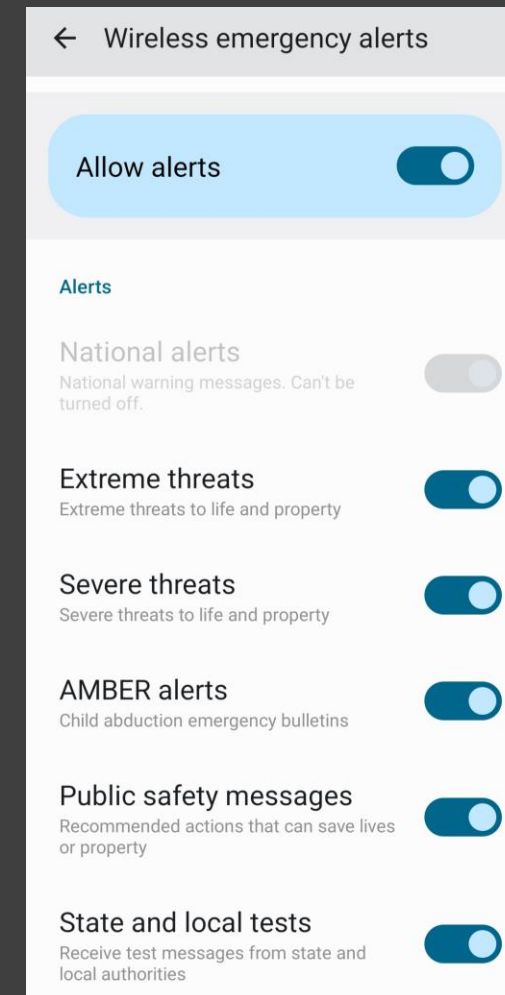 Wireless emergency alerts
Allow alerts
Alerts
National alerts
National warning messages. Can't be
turned off.
Extreme threats
Extreme threats to life and property
Severe threats
Severe threats to life and property
AMBER alerts
Child abduction emergency bulletins
Public safety messages
Recommended actions that can save lives
or property
State and local tests
Receive test messages from state and
local authorities